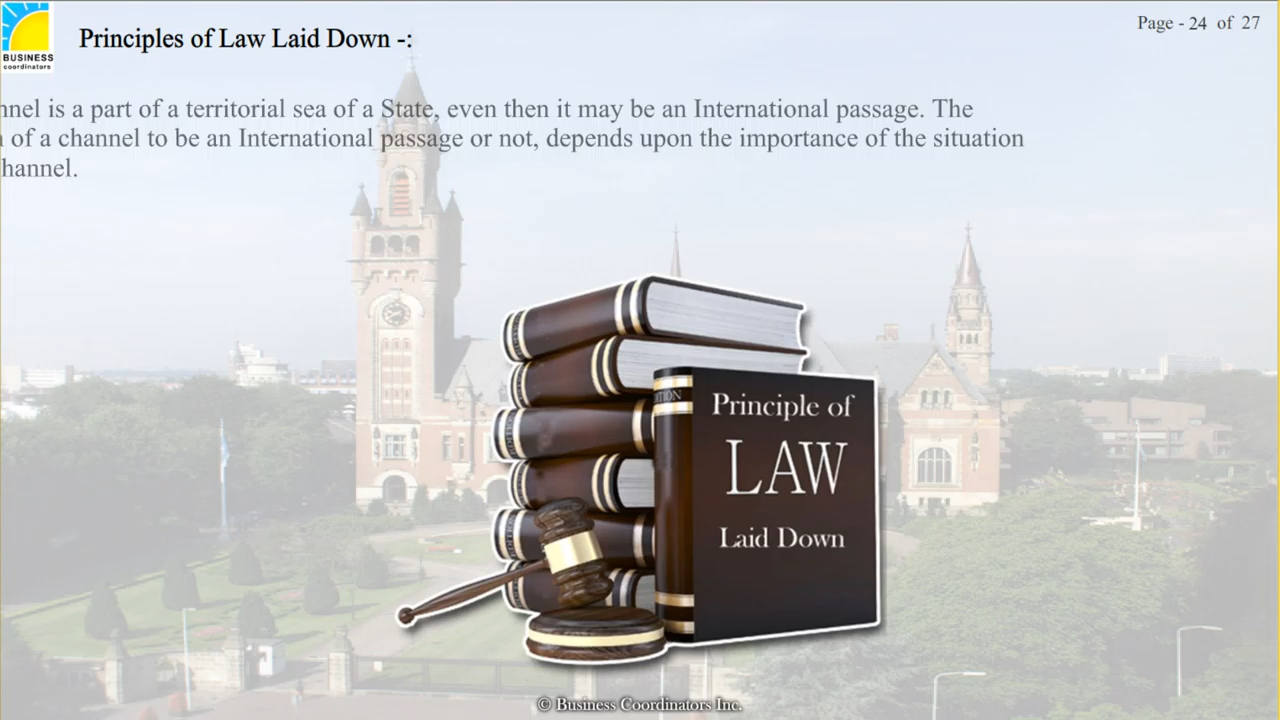 BUSINESS
coordinators
Principles of Law Laid Down -:
Page - 24 of 27
nnel is a part of a territorial sea of a State, even then it may be an International passage. The
of a channel to be an International passage or not, depends upon the importance of the situation
hannel.
Principle of
LAW
Laid Down
© Business Coordinators Inc.